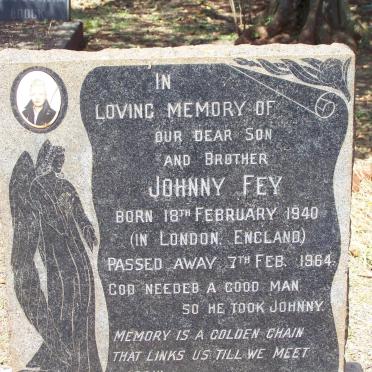 IN
LOVING MEMORY OF
OUR DEAR SON
AND BROTHER
JOHNNY FEY
BORN 18TH FEBRUARY 1940
(IN LONDON, ENGLAND)
PASSED AWAY 7TH FEB. 1964.
GOD NEEDEB A GOOD MAN
SO HE TOOK JOHNNY.
MEMORY IS A GOLDEN CHAIN
THAT LINKS US TILL WE MEET